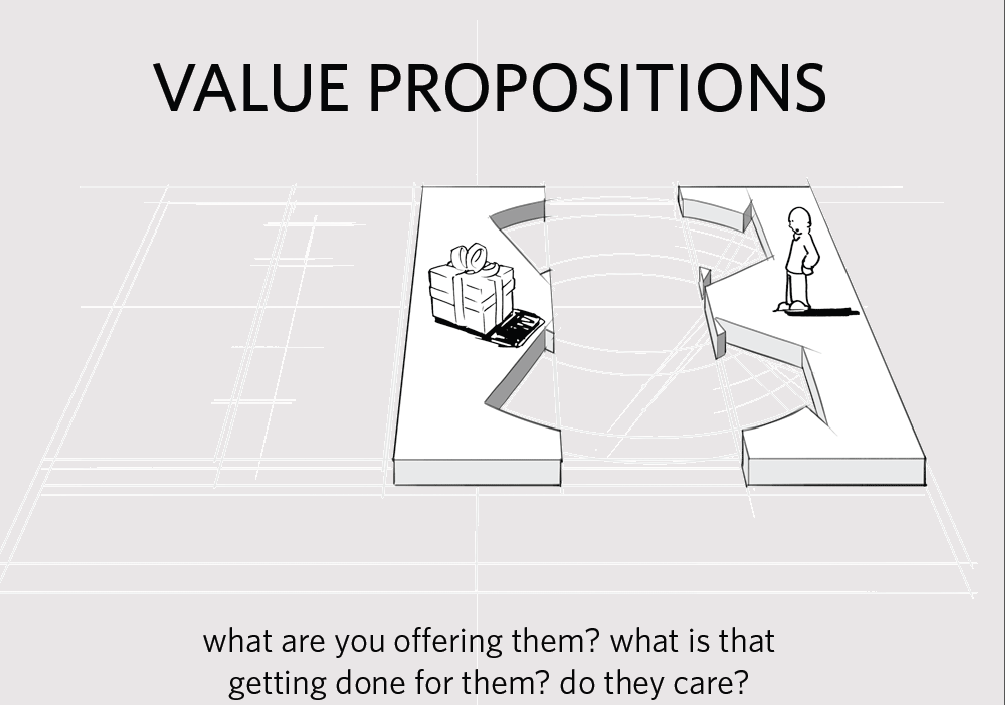 VALUE PROPOSITIONS
what are you offering them? what is that
getting done for them? do they care?